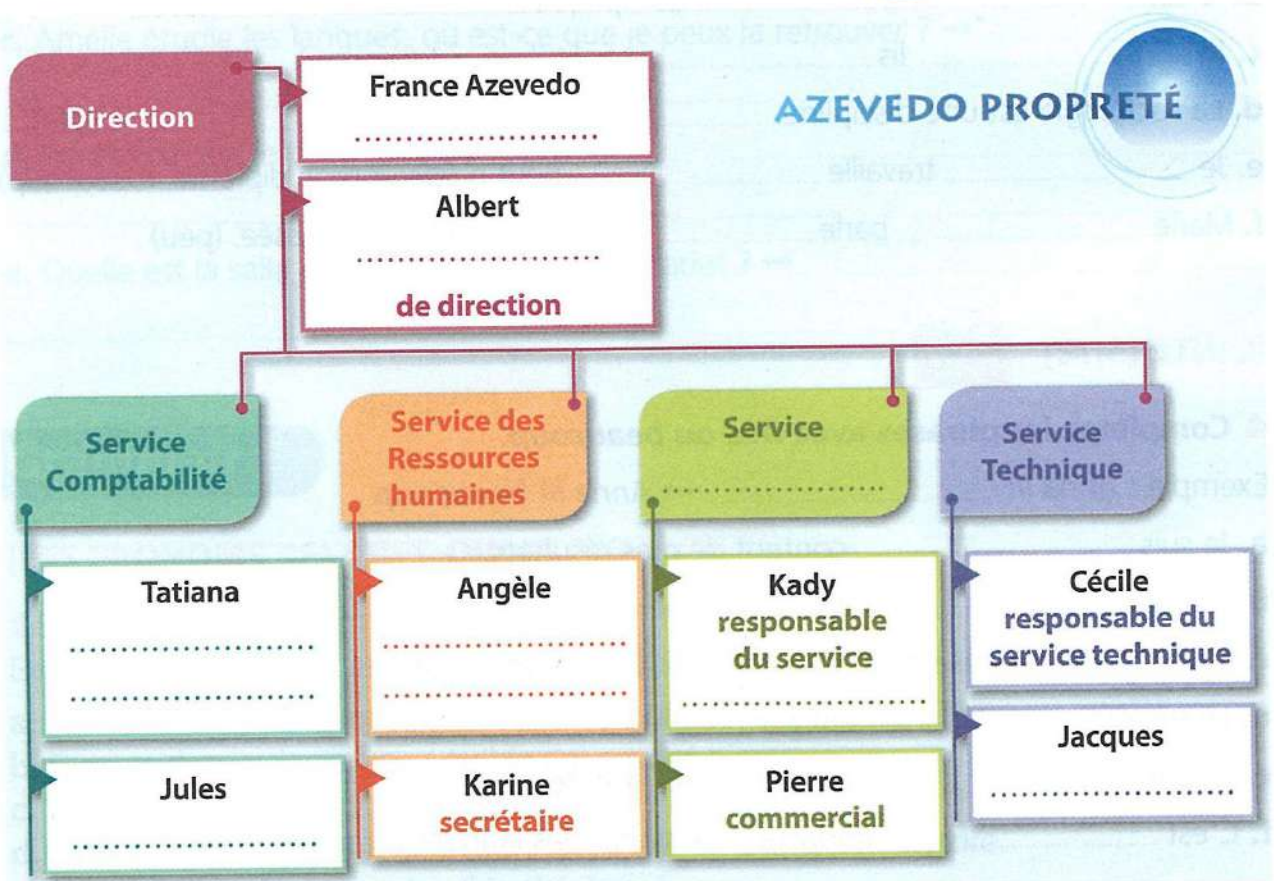 AZEVEDO PROPRETÉ
Direction
France Azevedo
..........................
Albert
..........................
de direction
Service
Comptabilité
Service des
Ressources
humaines
Service
..........................
Service
Technique
Tatiana
..........................
..........................
Jules
..........................
Angèle
..........................
..........................
Karine
secrétaire
Kady
responsable
du service
..........................
Pierre
commercial
Cécile
responsable du
service technique
Jacques
..........................